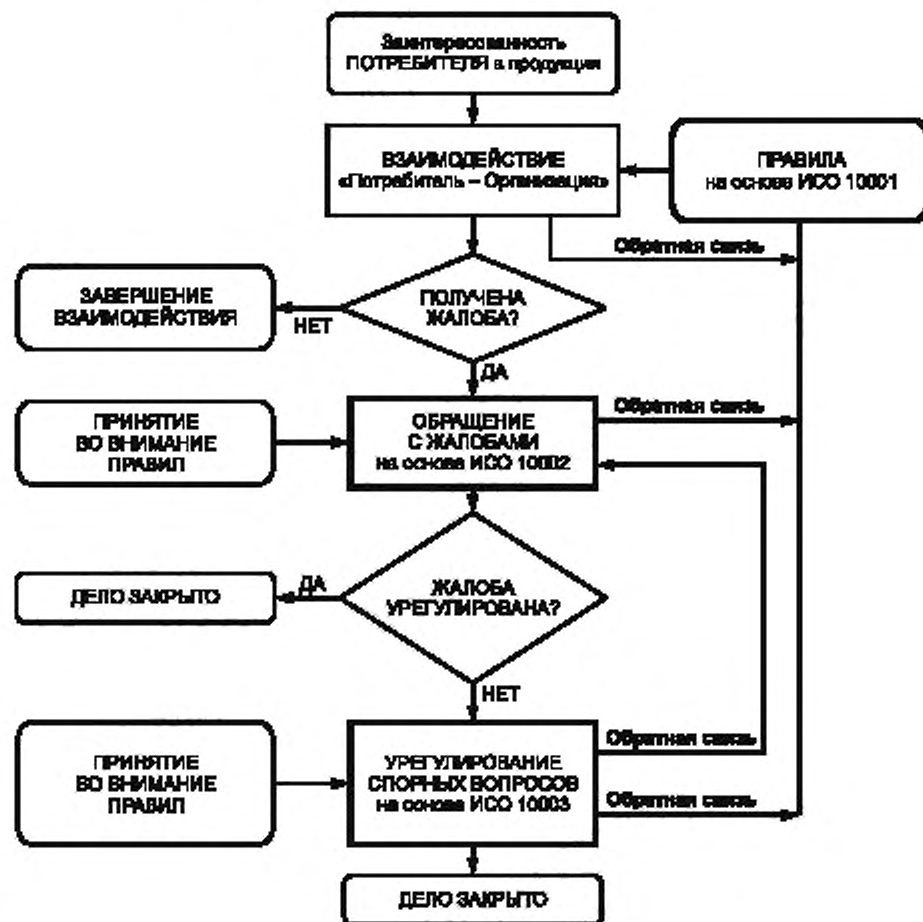 Заинтересованность
ПОТРЕБИТЕЛЯ в продукции
ВЗАИМОДЕЙСТВИЕ
«Потребитель – Организация»
ПРАВИЛА
на основе ИСО 10001
Обратная связь
ЗАВЕРШЕНИЕ
ВЗАИМОДЕЙСТВИЯ
НЕТ
ПОЛУЧЕНА
ЖАЛОБА?
ДА
ПРИНЯТИЕ
ВО ВНИМАНИЕ
ПРАВИЛ
ОБРАЩЕНИЕ
С ЖАЛОБАМИ
на основе ИСО 10002
Обратная связь
ДЕЛО ЗАКРЫТО
ДА
ЖАЛОБА
УРЕГУЛИРОВАНА?
НЕТ
ПРИНЯТИЕ
ВО ВНИМАНИЕ
ПРАВИЛ
УРЕГУЛИРОВАНИЕ
СПОРНЫХ ВОПРОСОВ
на основе ИСО 10003
Обратная связь
Обратная связь
ДЕЛО ЗАКРЫТО